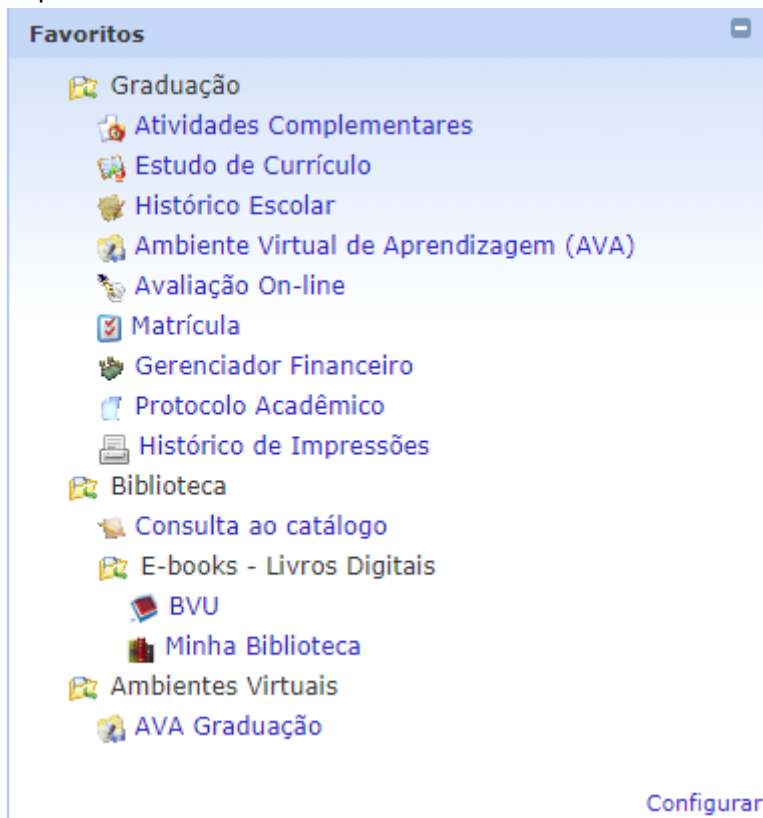 Favoritos
Graduação
Atividades Complementares
Estudo de Currículo
Histórico Escolar
Ambiente Virtual de Aprendizagem (AVA)
Avaliação On-line
Matrícula
Gerenciador Financeiro
Protocolo Acadêmico
Histórico de Impressões
Biblioteca
Consulta ao catálogo
E-books - Livros Digitais
BVU
Minha Biblioteca
Ambientes Virtuais
AVA Graduação
Configurar